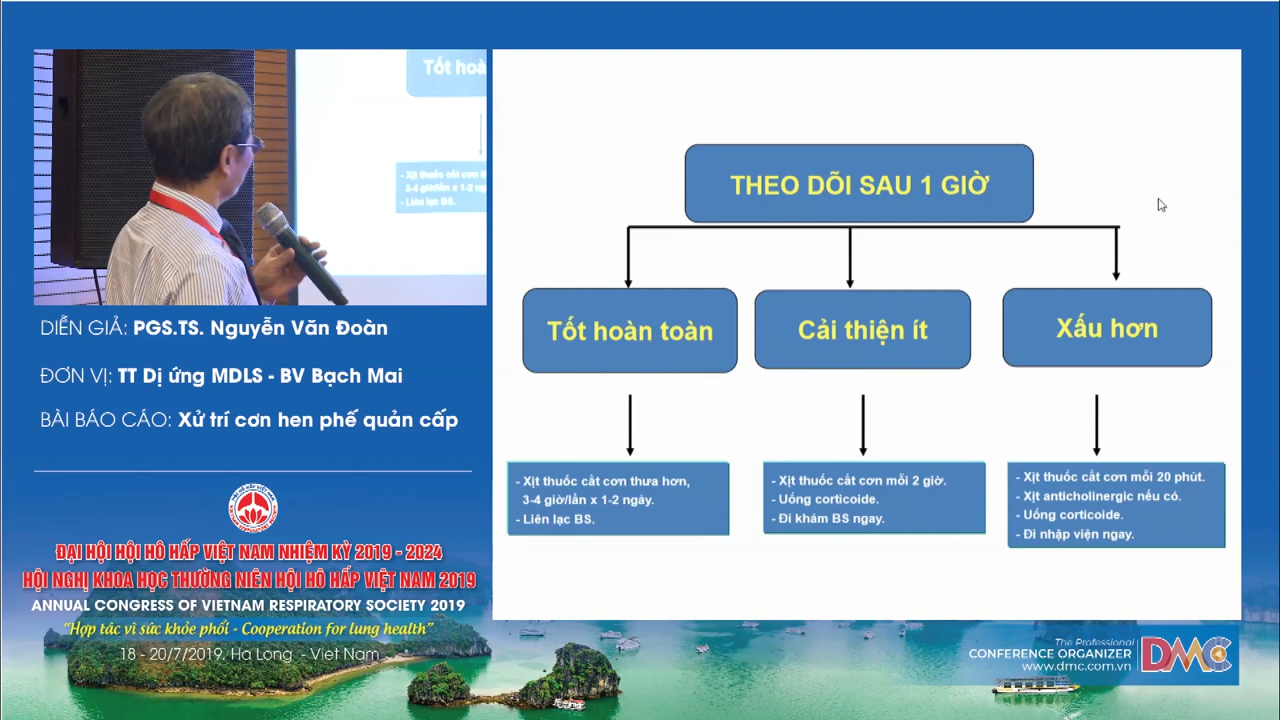 Tốt hoà
- Xịt thuốc cắt cơn
3-4 giờ/lần x 1-2 ng
- Liên lạc BS.
DIỄN GIẢ: PGS.TS. Nguyễn Văn Đoàn
ĐƠN VỊ: TT Dị ứng MDLS - BV Bạch Mai
BÀI BÁO CÁO: Xử trí cơn hen phế quản cấp
ĐẠI HỘI HỘI HÔ HẤP VIỆT NAM NHIỆM KỲ 2019 - 2024
HỘI NGHỊ KHOA HỌC THƯỜNG NIÊN HỘI HÔ HẤP VIỆT NAM 2019
ANNUAL CONGRESS OF VIETNAM RESPIRATORY SOCIETY 2019
“Hợp tác vì sức khỏe phổi - Cooperation for lung health”
18 - 20/7/2019. Ha Long - Viet Nam
THEO DÕI SAU 1 GIỜ
Tốt hoàn toàn
Cải thiện ít
Xấu hơn
- Xịt thuốc cắt cơn thưa hơn,
3-4 giờ/lần x 1-2 ngày.
- Liên lạc BS.
- Xịt thuốc cắt cơn mỗi 2 giờ.
- Uống corticoide.
- Đi khám BS ngay.
- Xịt thuốc cắt cơn mỗi 20 phút.
- Xịt anticholinergic nếu có.
- Uống corticoide.
- Đi nhập viện ngay.
The Professional
CONFERENCE ORGANIZER
www.dmc.com.vn
DMC